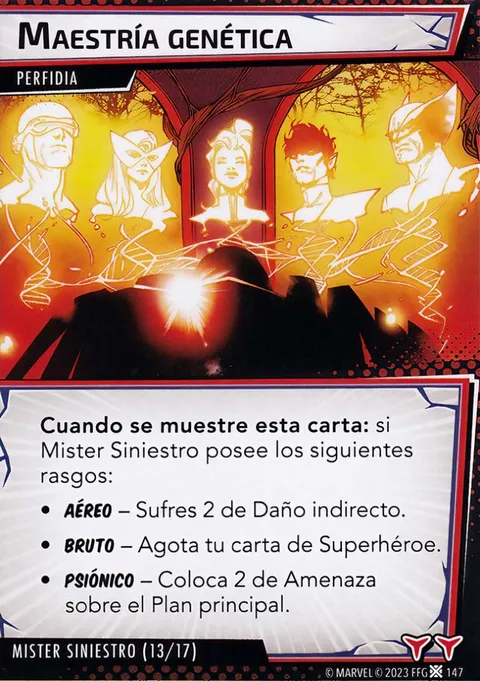 MAESTRÍA GENÉTICA
PERFIDIA
Cuando se muestre esta carta: si
Mister Siniestro posee los siguientes
rasgos:
• AÉREO – Sufres 2 de Daño indirecto.
• BRUTO – Agota tu carta de Superhéroe.
• PSIÓNICO – Coloca 2 de Amenaza
sobre el Plan principal.
MISTER SINIESTRO (13/17)
© MARVEL © 2023 FFG 147